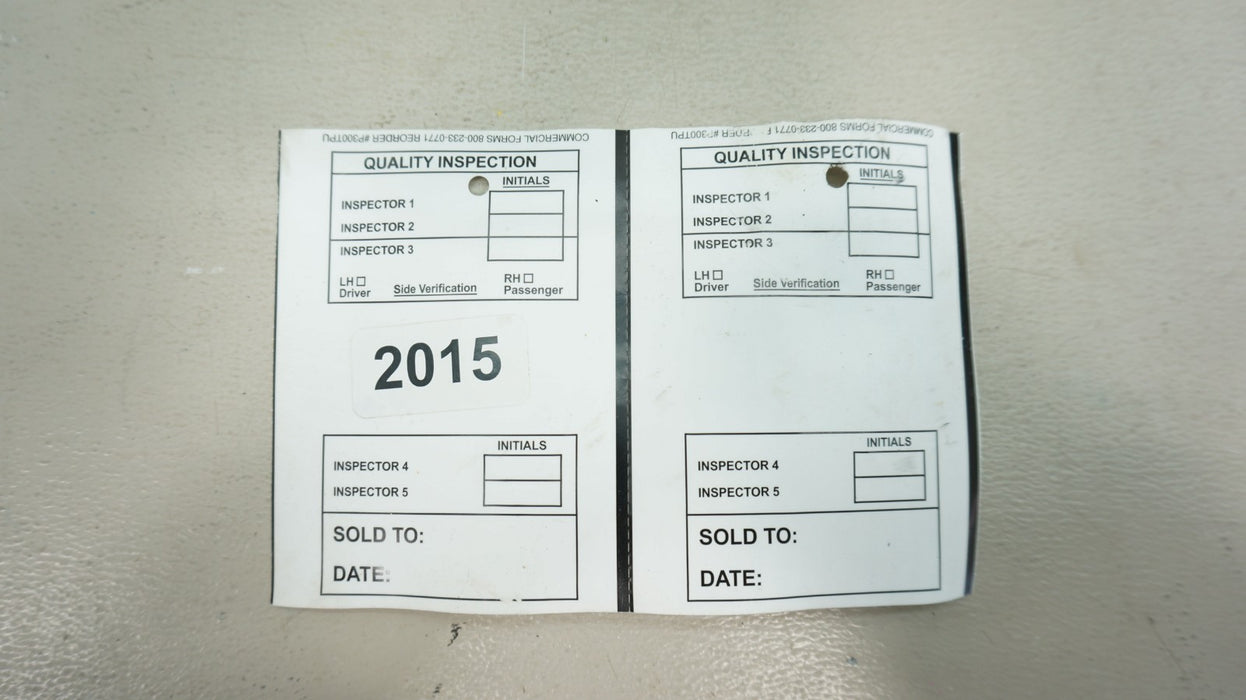 COMMERCIAL FORMS 800-233-0771 REORDER #P300TPU
QUALITY INSPECTION
INITIALS
INSPECTOR 1
INSPECTOR 2
INSPECTOR 3
LH RH
Driver Side Verification Passenger
2015
INITIALS
INSPECTOR 4
INSPECTOR 5
SOLD TO:
DATE:
COMMERCIAL FORMS 800-233-0771
QUALITY INSPECTION
INITIALS
INSPECTOR 1
INSPECTOR 2
INSPECTOR 3
LH RH
Driver Side Verification Passenger
INITIALS
INSPECTOR 4
INSPECTOR 5
SOLD TO:
DATE: